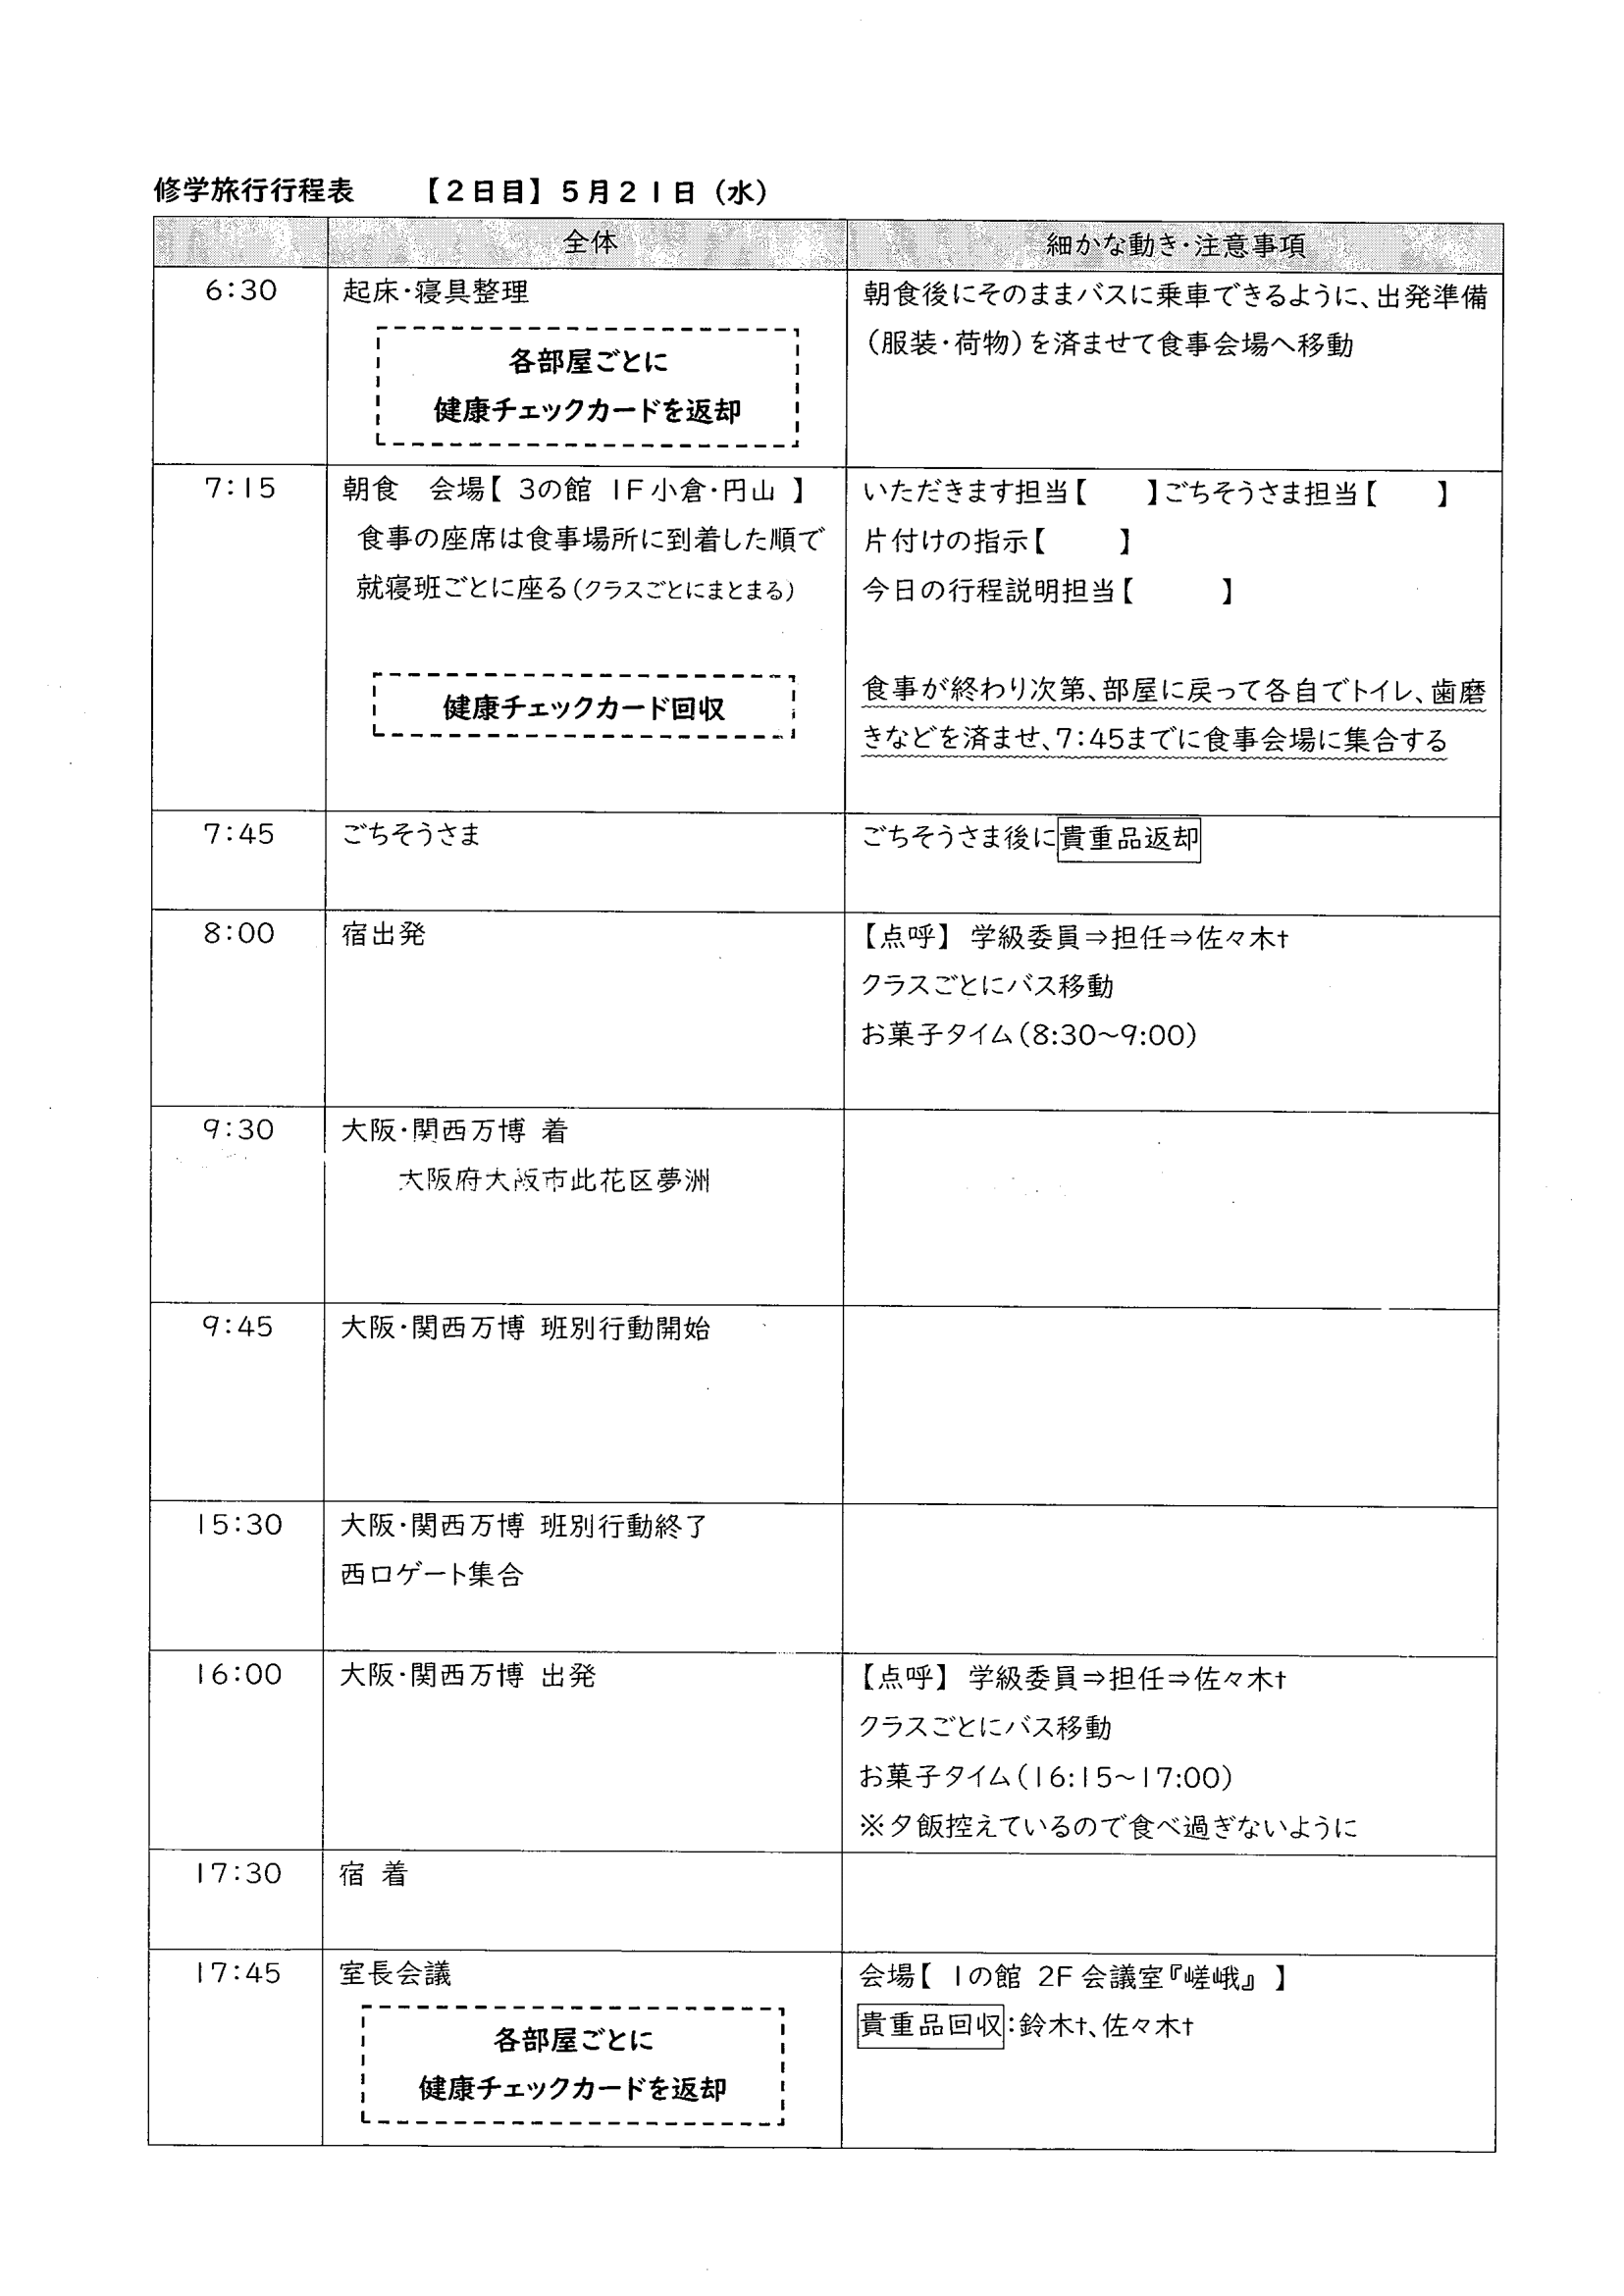 修学旅行行程表　　【2日目】5月21日（水）
全体
細かな動き・注意事項
6:30
起床・寝具整理
各部屋ごとに
健康チェックカードを返却
朝食後にそのままバスに乗車できるように、出発準備
（服装・荷物）を済ませて食事会場へ移動
7:15
朝食　会場【 3の館 1F 小倉・円山 】
食事の座席は食事場所に到着した順で
就寝班ごとに座る（クラスごとにまとまる）
健康チェックカード回収
いただきます担当【　　】ごちそうさま担当【　　】
片付けの指示【　　】
今日の行程説明担当【　　　】
食事が終わり次第、部屋に戻って各自でトイレ、歯磨
きなどを済ませ、7:45までに食事会場に集合する
7:45
ごちそうさま
ごちそうさま後に貴重品返却
8:00
宿出発
【点呼】 学級委員⇒担任⇒佐々木t
クラスごとにバス移動
お菓子タイム（8:30～9:00）
9:30
大阪・関西万博 着
大阪府大阪市此花区夢洲
9:45
大阪・関西万博 班別行動開始
15:30
大阪・関西万博 班別行動終了
西口ゲート集合
16:00
大阪・関西万博 出発
【点呼】 学級委員⇒担任⇒佐々木t
クラスごとにバス移動
お菓子タイム（16:15～17:00）
※夕飯控えているので食べ過ぎないように
17:30
宿 着
17:45
室長会議
各部屋ごとに
健康チェックカードを返却
会場【 1の館 2F 会議室『嵯峨』 】
貴重品回収：鈴木t、佐々木t